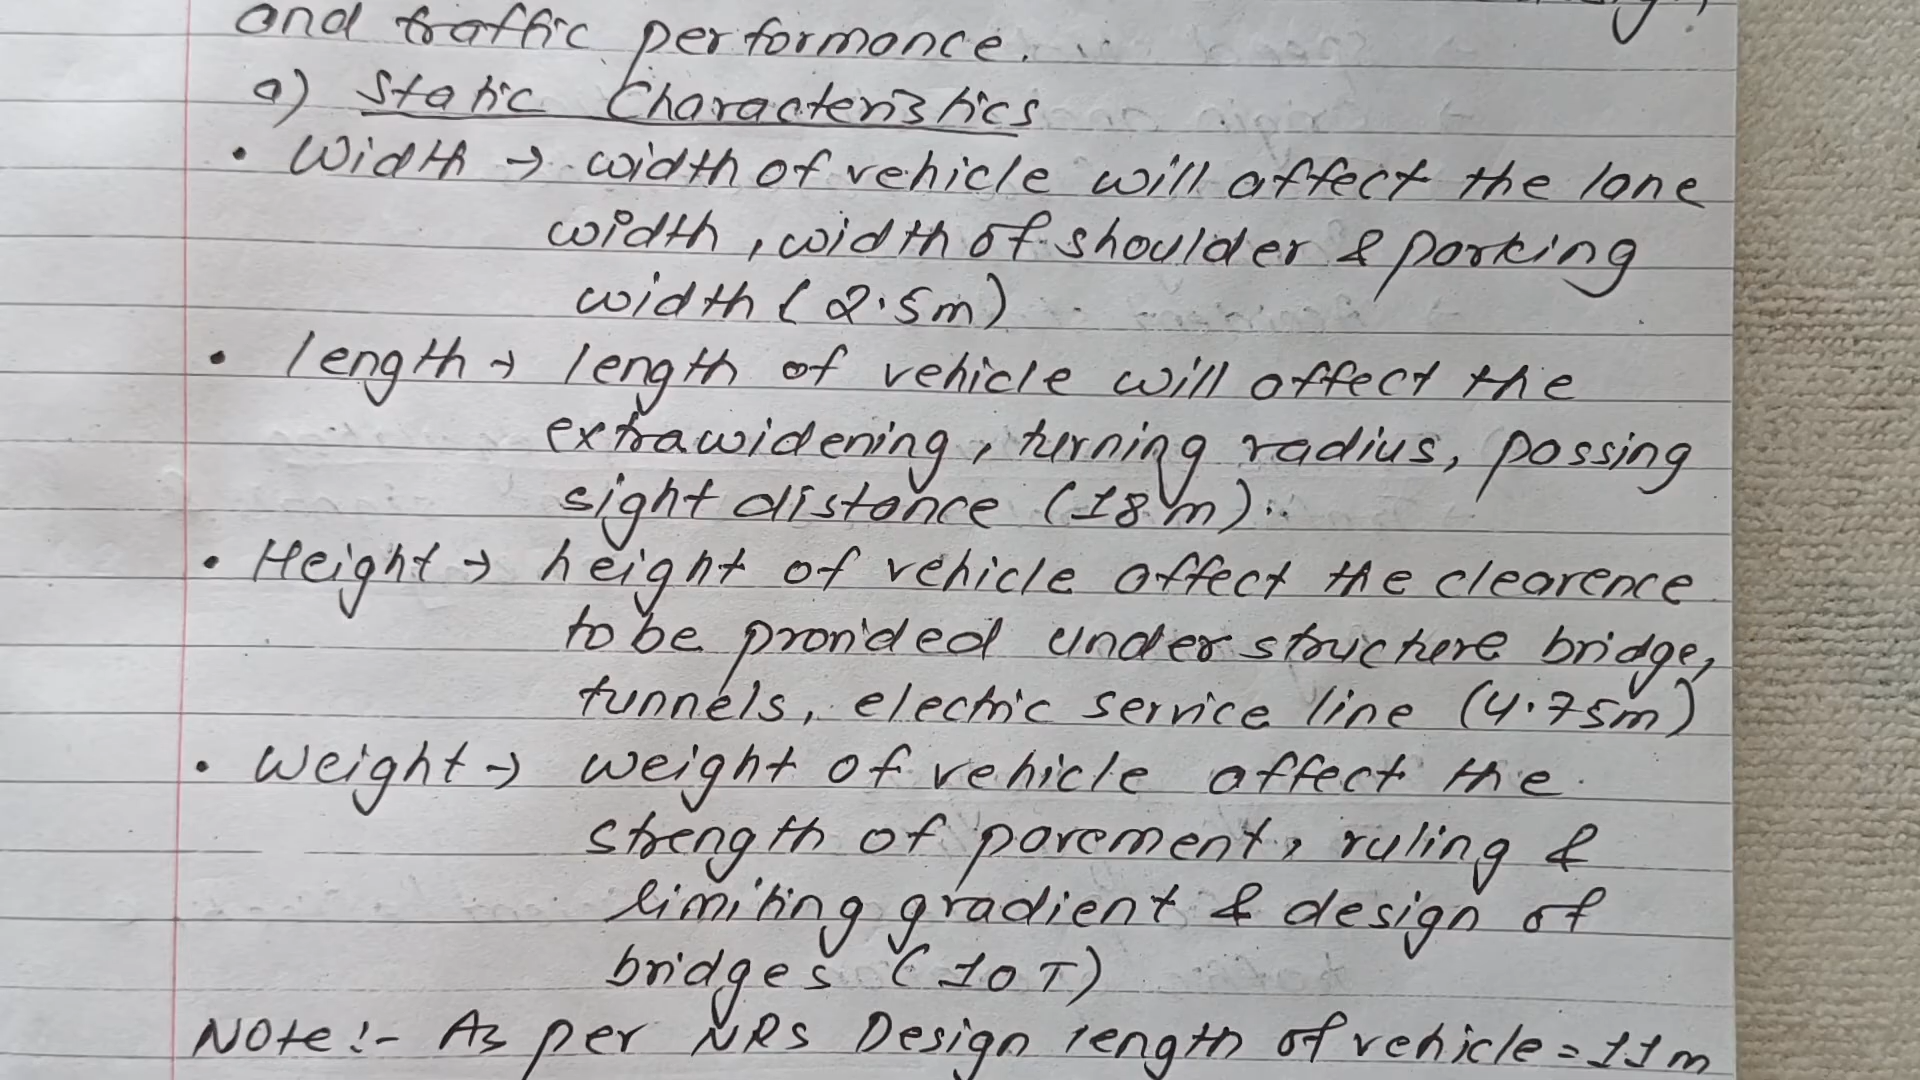 and traffic performance.
a) Static Characteristics
• Width → width of vehicle will affect the lane
width, width of shoulder & parking
width (2.5m)
• length → length of vehicle will affect the
extrawidening, turning radius, passing
sight distance (18m).
• Height → height of vehicle affect the clearence
to be provided under structure bridge,
tunnels, electric service line (4.75m)
• Weight → weight of vehicle affect the
strength of pavement, ruling &
limiting gradient & design of
bridges (10T)
NOte:- As per NRS Design length of vehicle = 11m